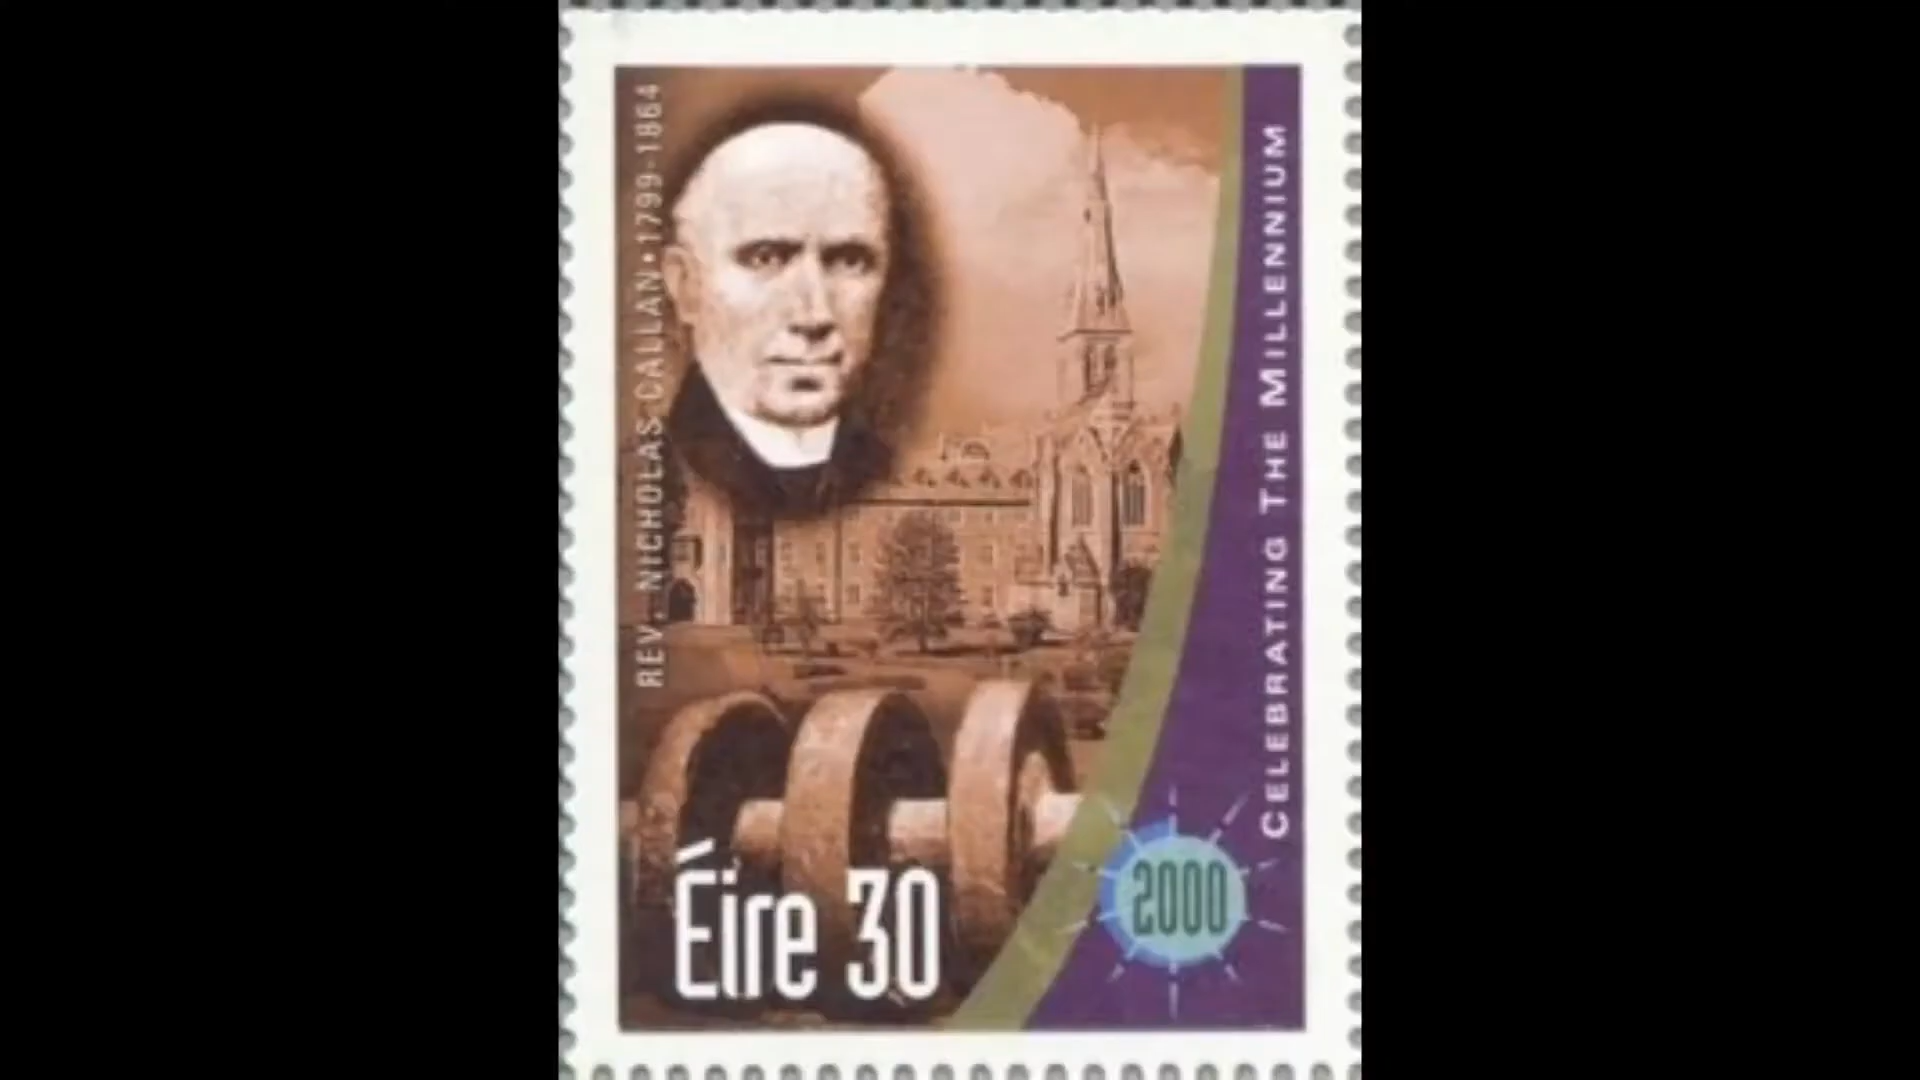 REV. NICHOLAS CALLAN • 1799-1864
CELEBRATING THE MILLENNIUM
Éire 30
2000